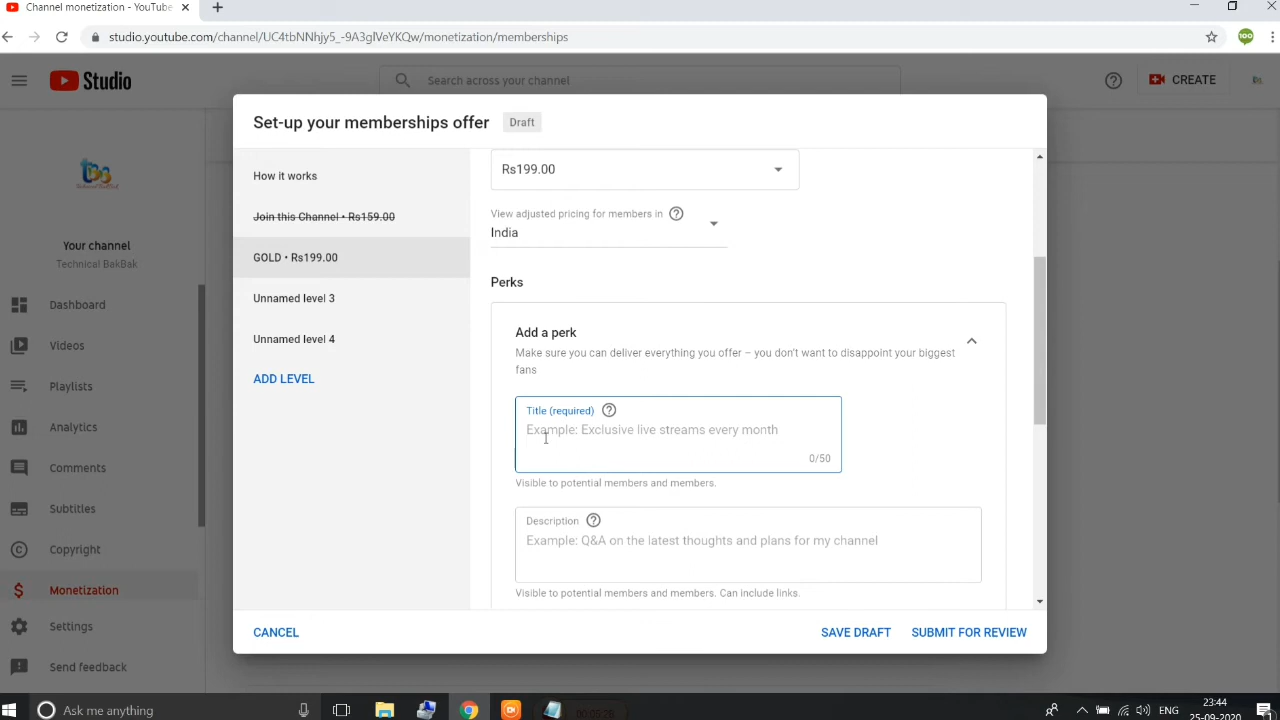 Channel monetization - YouTube
studio.youtube.com/channel/UC4tbNNhjy5_-9A3gIVeYKQw/monetization/memberships
100
Studio
Search across your channel
CREATE
Set-up your memberships offer
Draft
How it works
Join this Channel • Rs159.00
GOLD • Rs199.00
Unnamed level 3
Unnamed level 4
ADD LEVEL
Rs199.00
View adjusted pricing for members in
India
Perks
Add a perk
Make sure you can deliver everything you offer – you don't want to disappoint your biggest
fans
Title (required)
Example: Exclusive live streams every month
0/50
Visible to potential members and members.
Description
Example: Q&A on the latest thoughts and plans for my channel
Visible to potential members and members. Can include links.
CANCEL
SAVE DRAFT
SUBMIT FOR REVIEW
Your channel
Technical BakBak
Dashboard
Videos
Playlists
Analytics
Comments
Subtitles
Copyright
Monetization
Settings
Send feedback
Ask me anything
ENG
23:44
25-09-2020